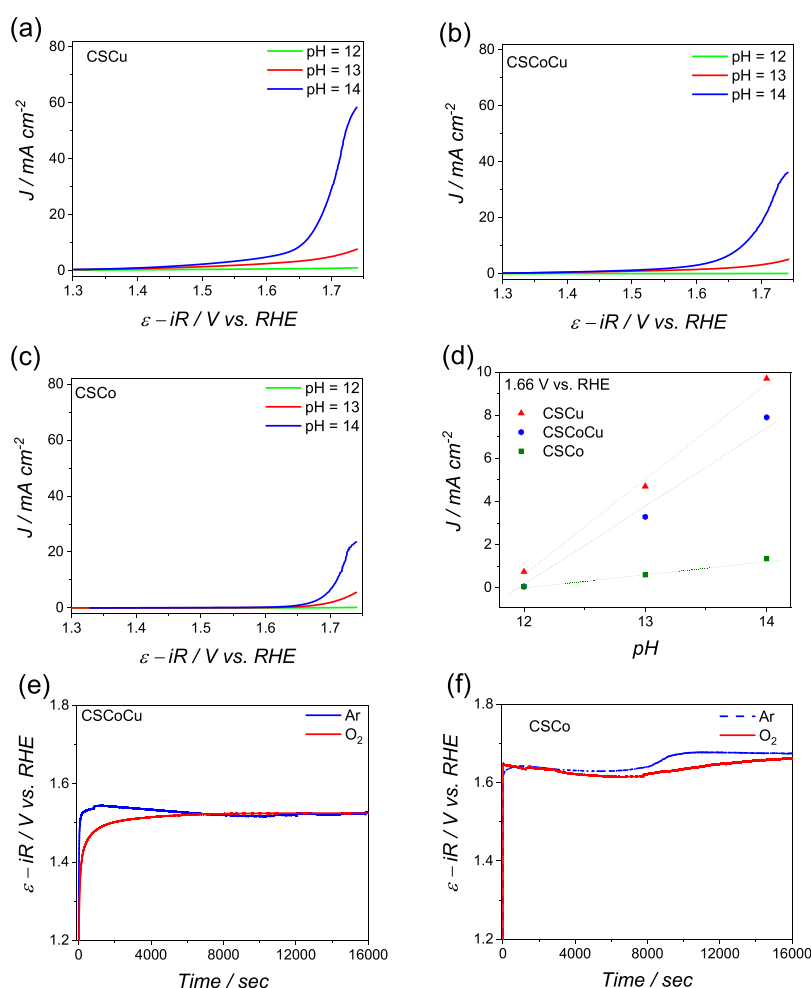 (a)
CSCu
pH = 12
pH = 13
pH = 14
80
60
40
20
0
J / mA cm-2
1.3 1.4 1.5 1.6 1.7
ε – iR / V vs. RHE
(b)
CSCoCu
pH = 12
pH = 13
pH = 14
80
60
40
20
0
J / mA cm-2
1.3 1.4 1.5 1.6 1.7
ε – iR / V vs. RHE
(c)
CSCo
pH = 12
pH = 13
pH = 14
80
60
40
20
0
J / mA cm-2
1.3 1.4 1.5 1.6 1.7
ε – iR / V vs. RHE
(d)
1.66 V vs. RHE
CSCu
CSCoCu
CSCo
10
8
6
4
2
0
J / mA cm-2
12 13 14
pH
(e)
CSCoCu
Ar
O2
1.8
1.6
1.4
1.2
ε – iR / V vs. RHE
0 4000 8000 12000 16000
Time / sec
(f)
CSCo
Ar
O2
1.8
1.6
1.4
1.2
ε – iR / V vs. RHE
0 4000 8000 12000 16000
Time / sec